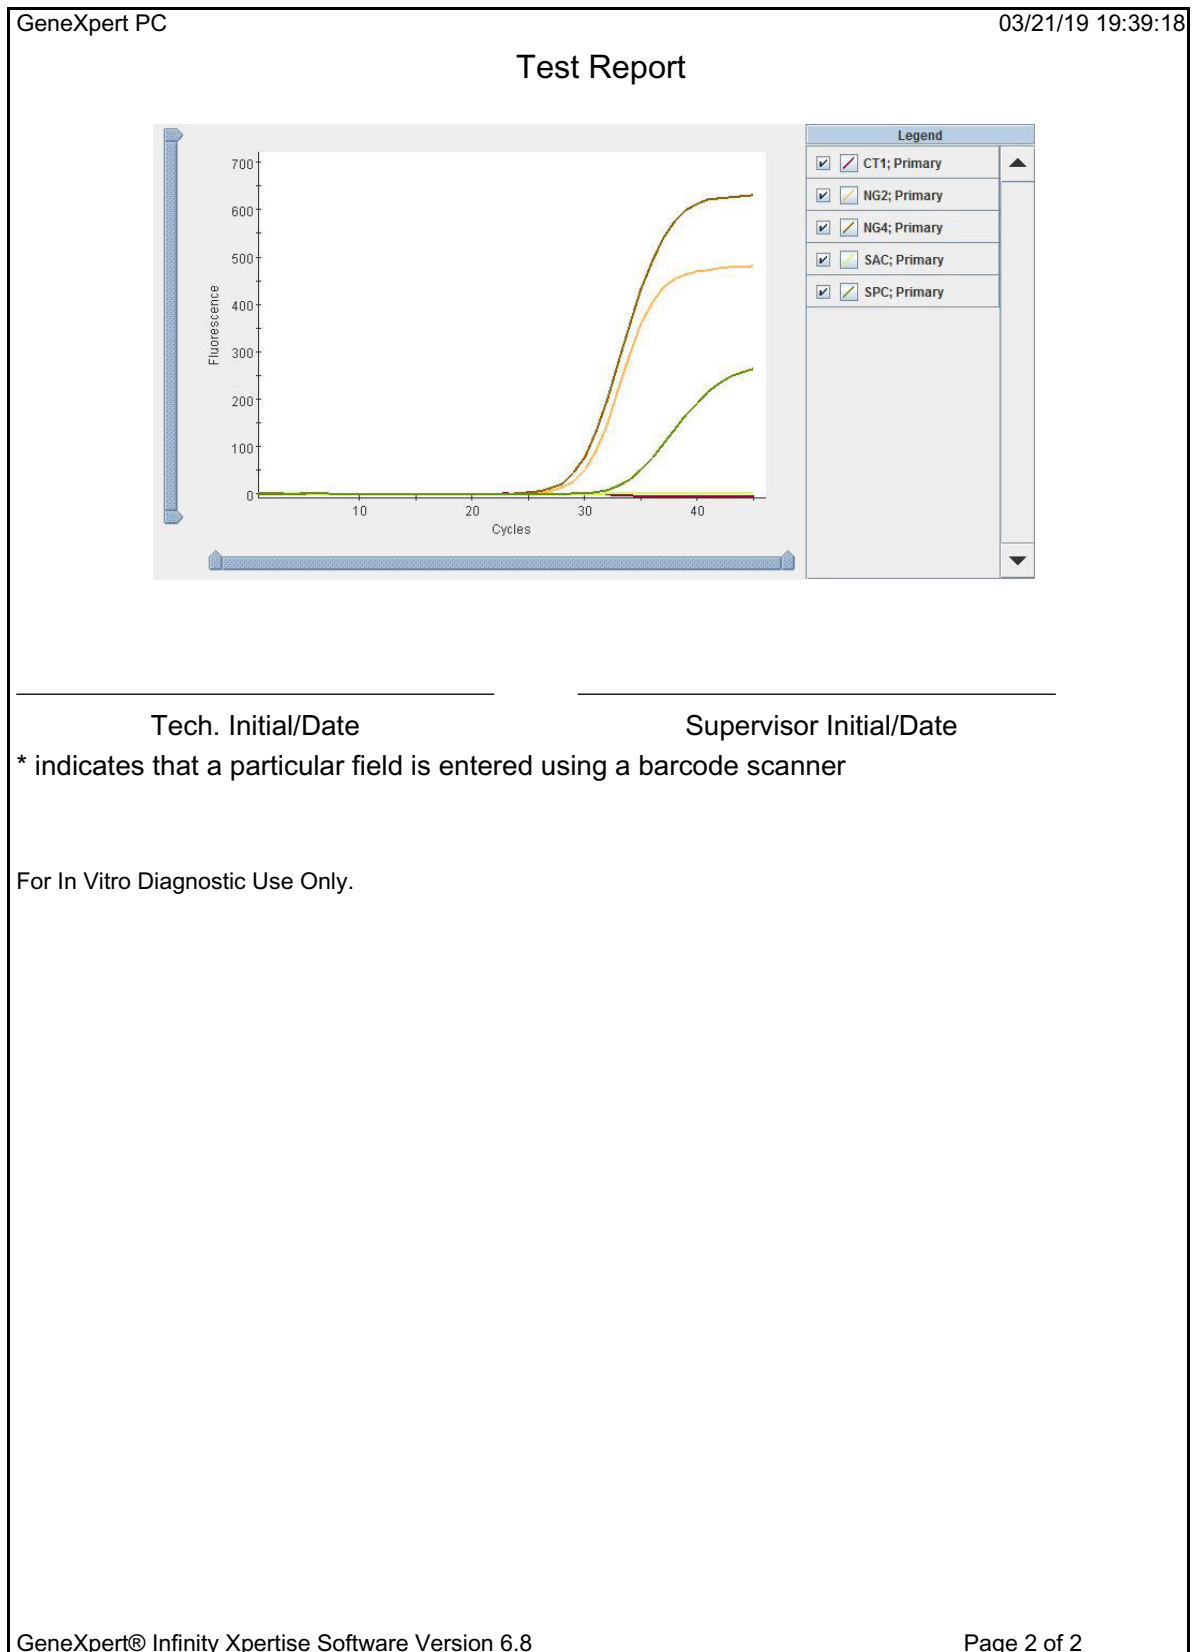 GeneXpert PC 03/21/19 19:39:18
Test Report
Legend
CT1; Primary
NG2; Primary
NG4; Primary
SAC; Primary
SPC; Primary
700
600
500
400
300
200
100
0
Fluorescence
10 20 30 40
Cycles
Tech. Initial/Date Supervisor Initial/Date
* indicates that a particular field is entered using a barcode scanner
For In Vitro Diagnostic Use Only.
GeneXpert® Infinity Xpertise Software Version 6.8 Page 2 of 2